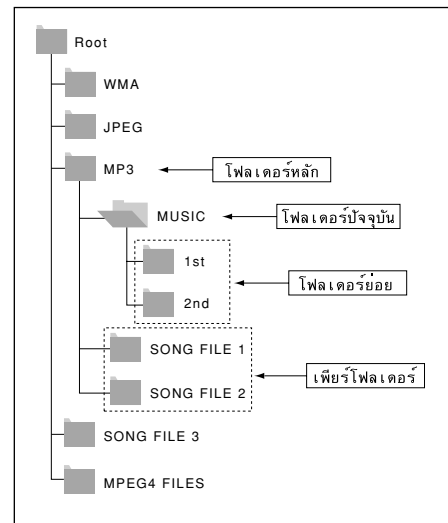 Root
WMA
JPEG
MP3
โฟลเดอร์หลัก
MUSIC
โฟลเดอร์ปัจจุบัน
1st
โฟลเดอร์ย่อย
2nd
SONG FILE 1
เพียร์โฟลเดอร์
SONG FILE 2
SONG FILE 3
MPEG4 FILES